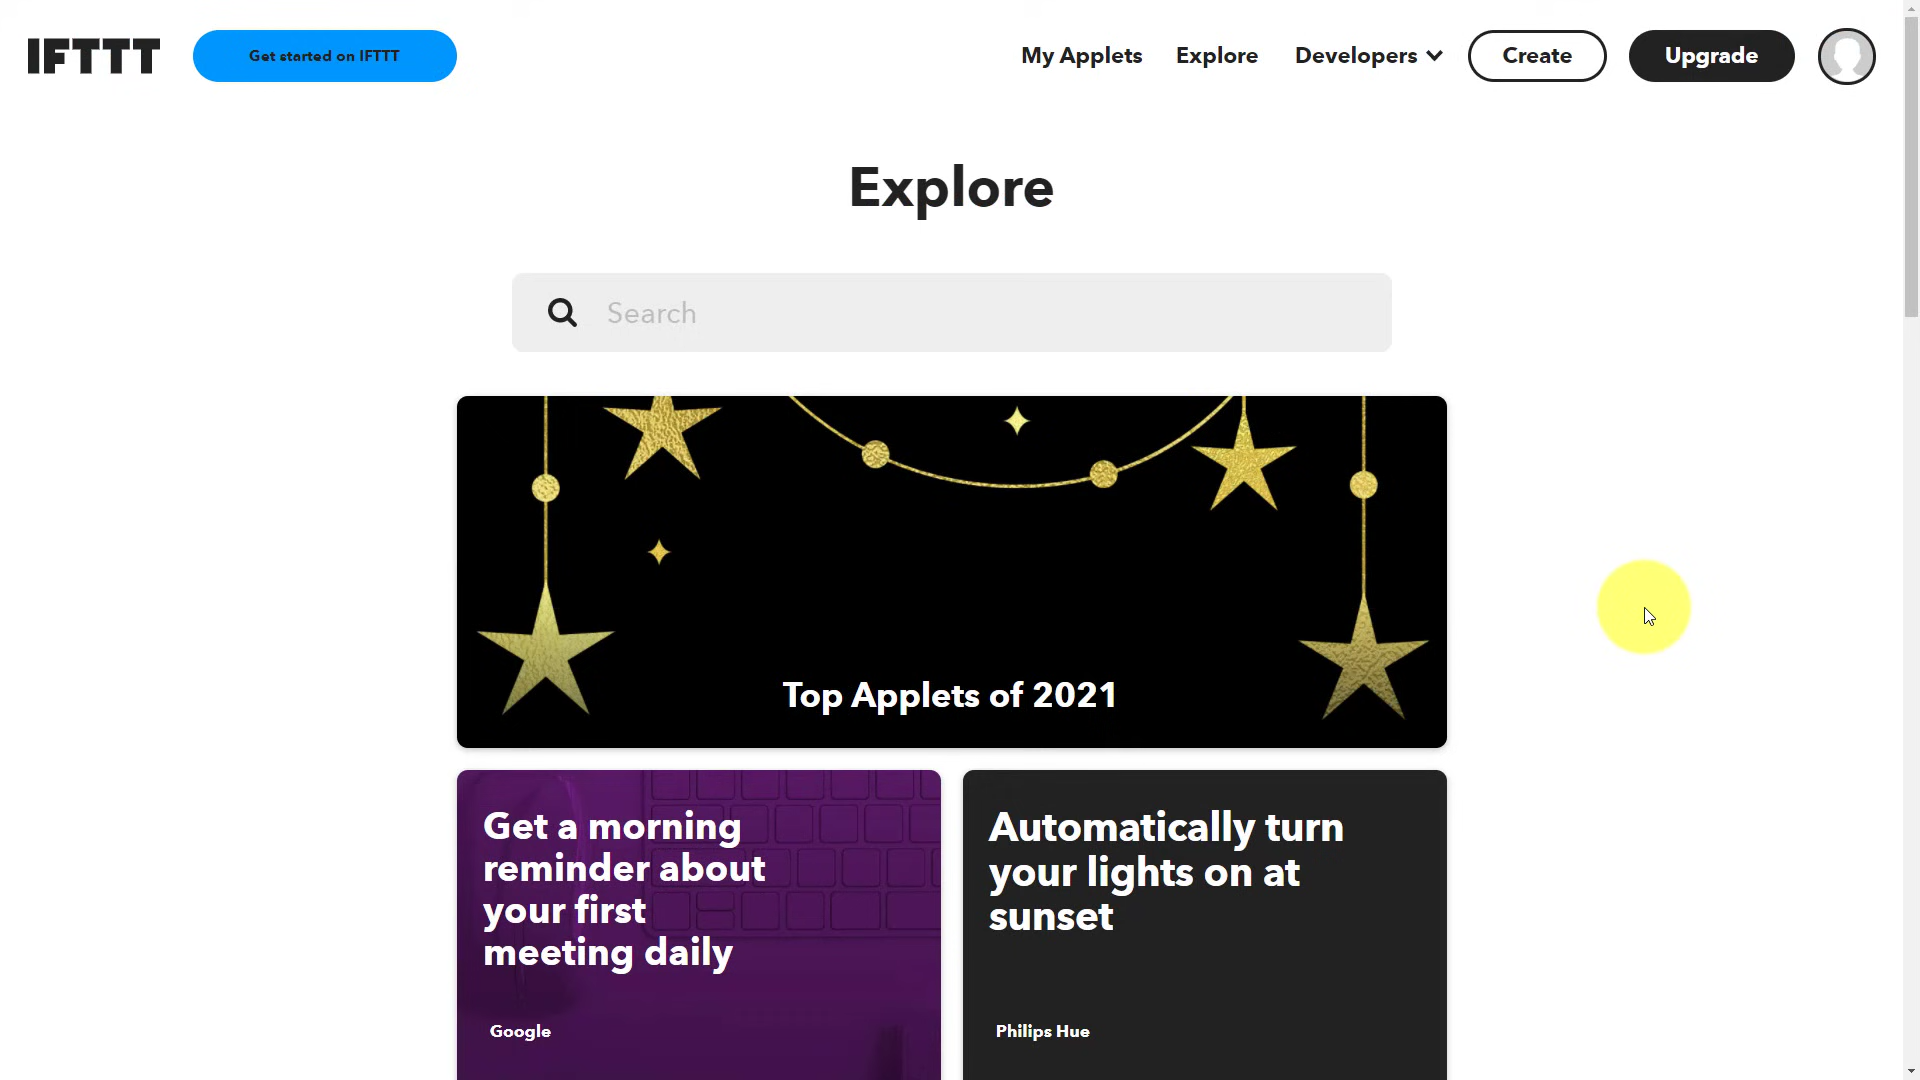 IFTTT
Get started on IFTTT
My Applets
Explore
Developers
Create
Upgrade
Explore
Search
Top Applets of 2021
Get a morning
reminder about
your first
meeting daily
Google
Automatically turn
your lights on at
sunset
Philips Hue